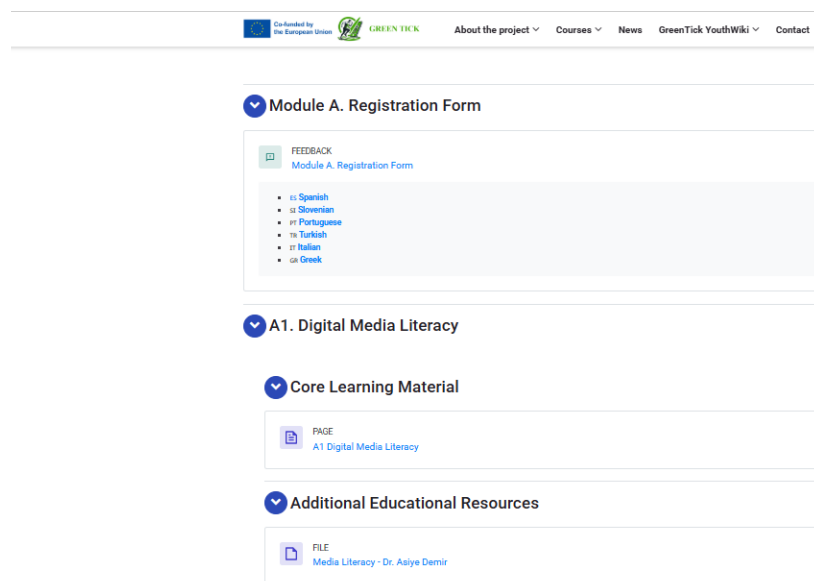 Co-funded by
the European Union
GREEN TICK
About the project
Courses
News
GreenTick YouthWiki
Contact
Module A. Registration Form
FEEDBACK
Module A. Registration Form
ES Spanish
SI Slovenian
PT Portuguese
TR Turkish
IT Italian
GR Greek
A1. Digital Media Literacy
Core Learning Material
PAGE
A1 Digital Media Literacy
Additional Educational Resources
FILE
Media Literacy - Dr. Asiye Demir